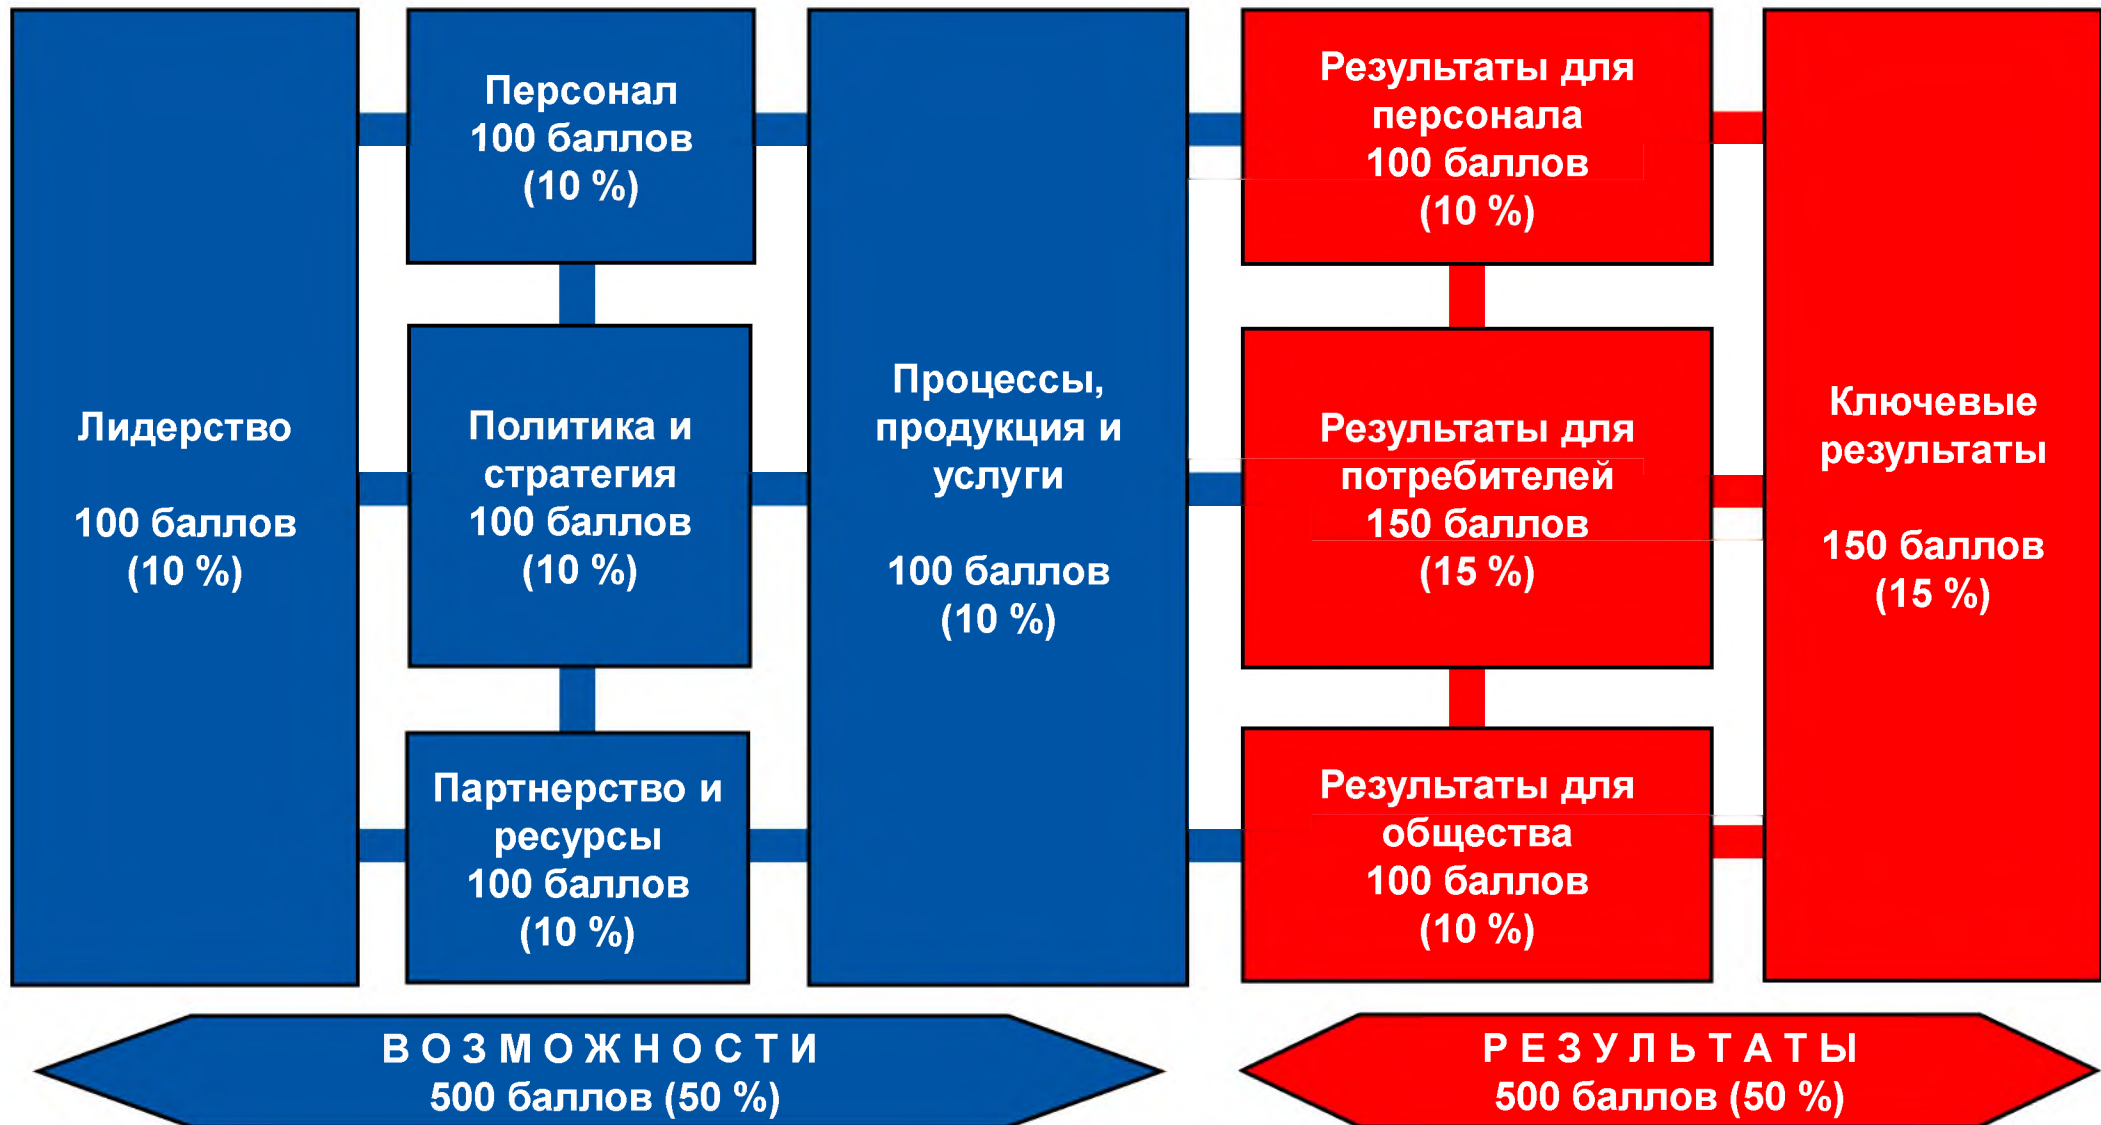 Лидерство
100 баллов
(10 %)
Персонал
100 баллов
(10 %)
Политика и
стратегия
100 баллов
(10 %)
Партнерство и
ресурсы
100 баллов
(10 %)
Процессы,
продукция и
услуги
100 баллов
(10 %)
Результаты для
персонала
100 баллов
(10 %)
Результаты для
потребителей
150 баллов
(15 %)
Результаты для
общества
100 баллов
(10 %)
Ключевые
результаты
150 баллов
(15 %)
В О З М О Ж Н О С Т И
500 баллов (50 %)
Р Е З У Л Ь Т А Т Ы
500 баллов (50 %)